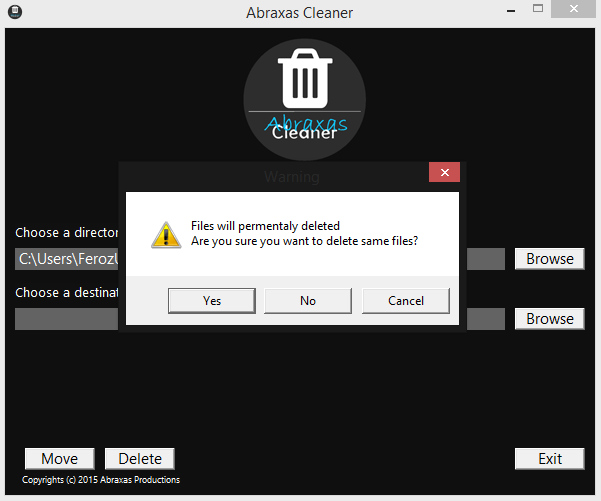 Abraxas Cleaner
Abraxas
Cleaner
Warning
Files will permentaly deleted
Are you sure you want to delete same files?
Yes
No
Cancel
Choose a director
C:\Users\Feroz
Browse
Choose a destinat
Browse
Move
Delete
Exit
Copyrights (c) 2015 Abraxas Productions